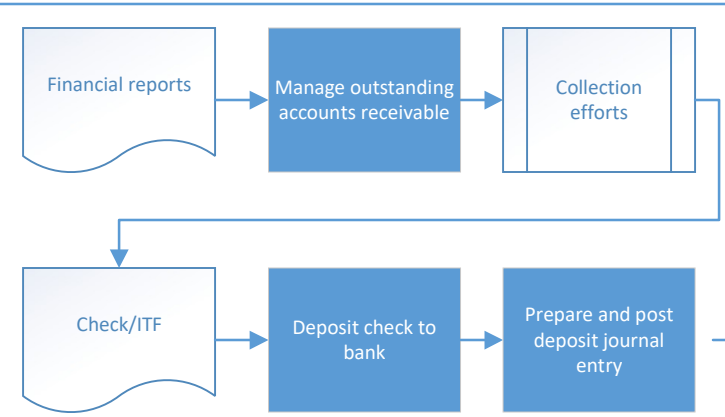 Financial reports
Manage outstanding
accounts receivable
Collection
efforts
Check/ITF
Deposit check to
bank
Prepare and post
deposit journal
entry